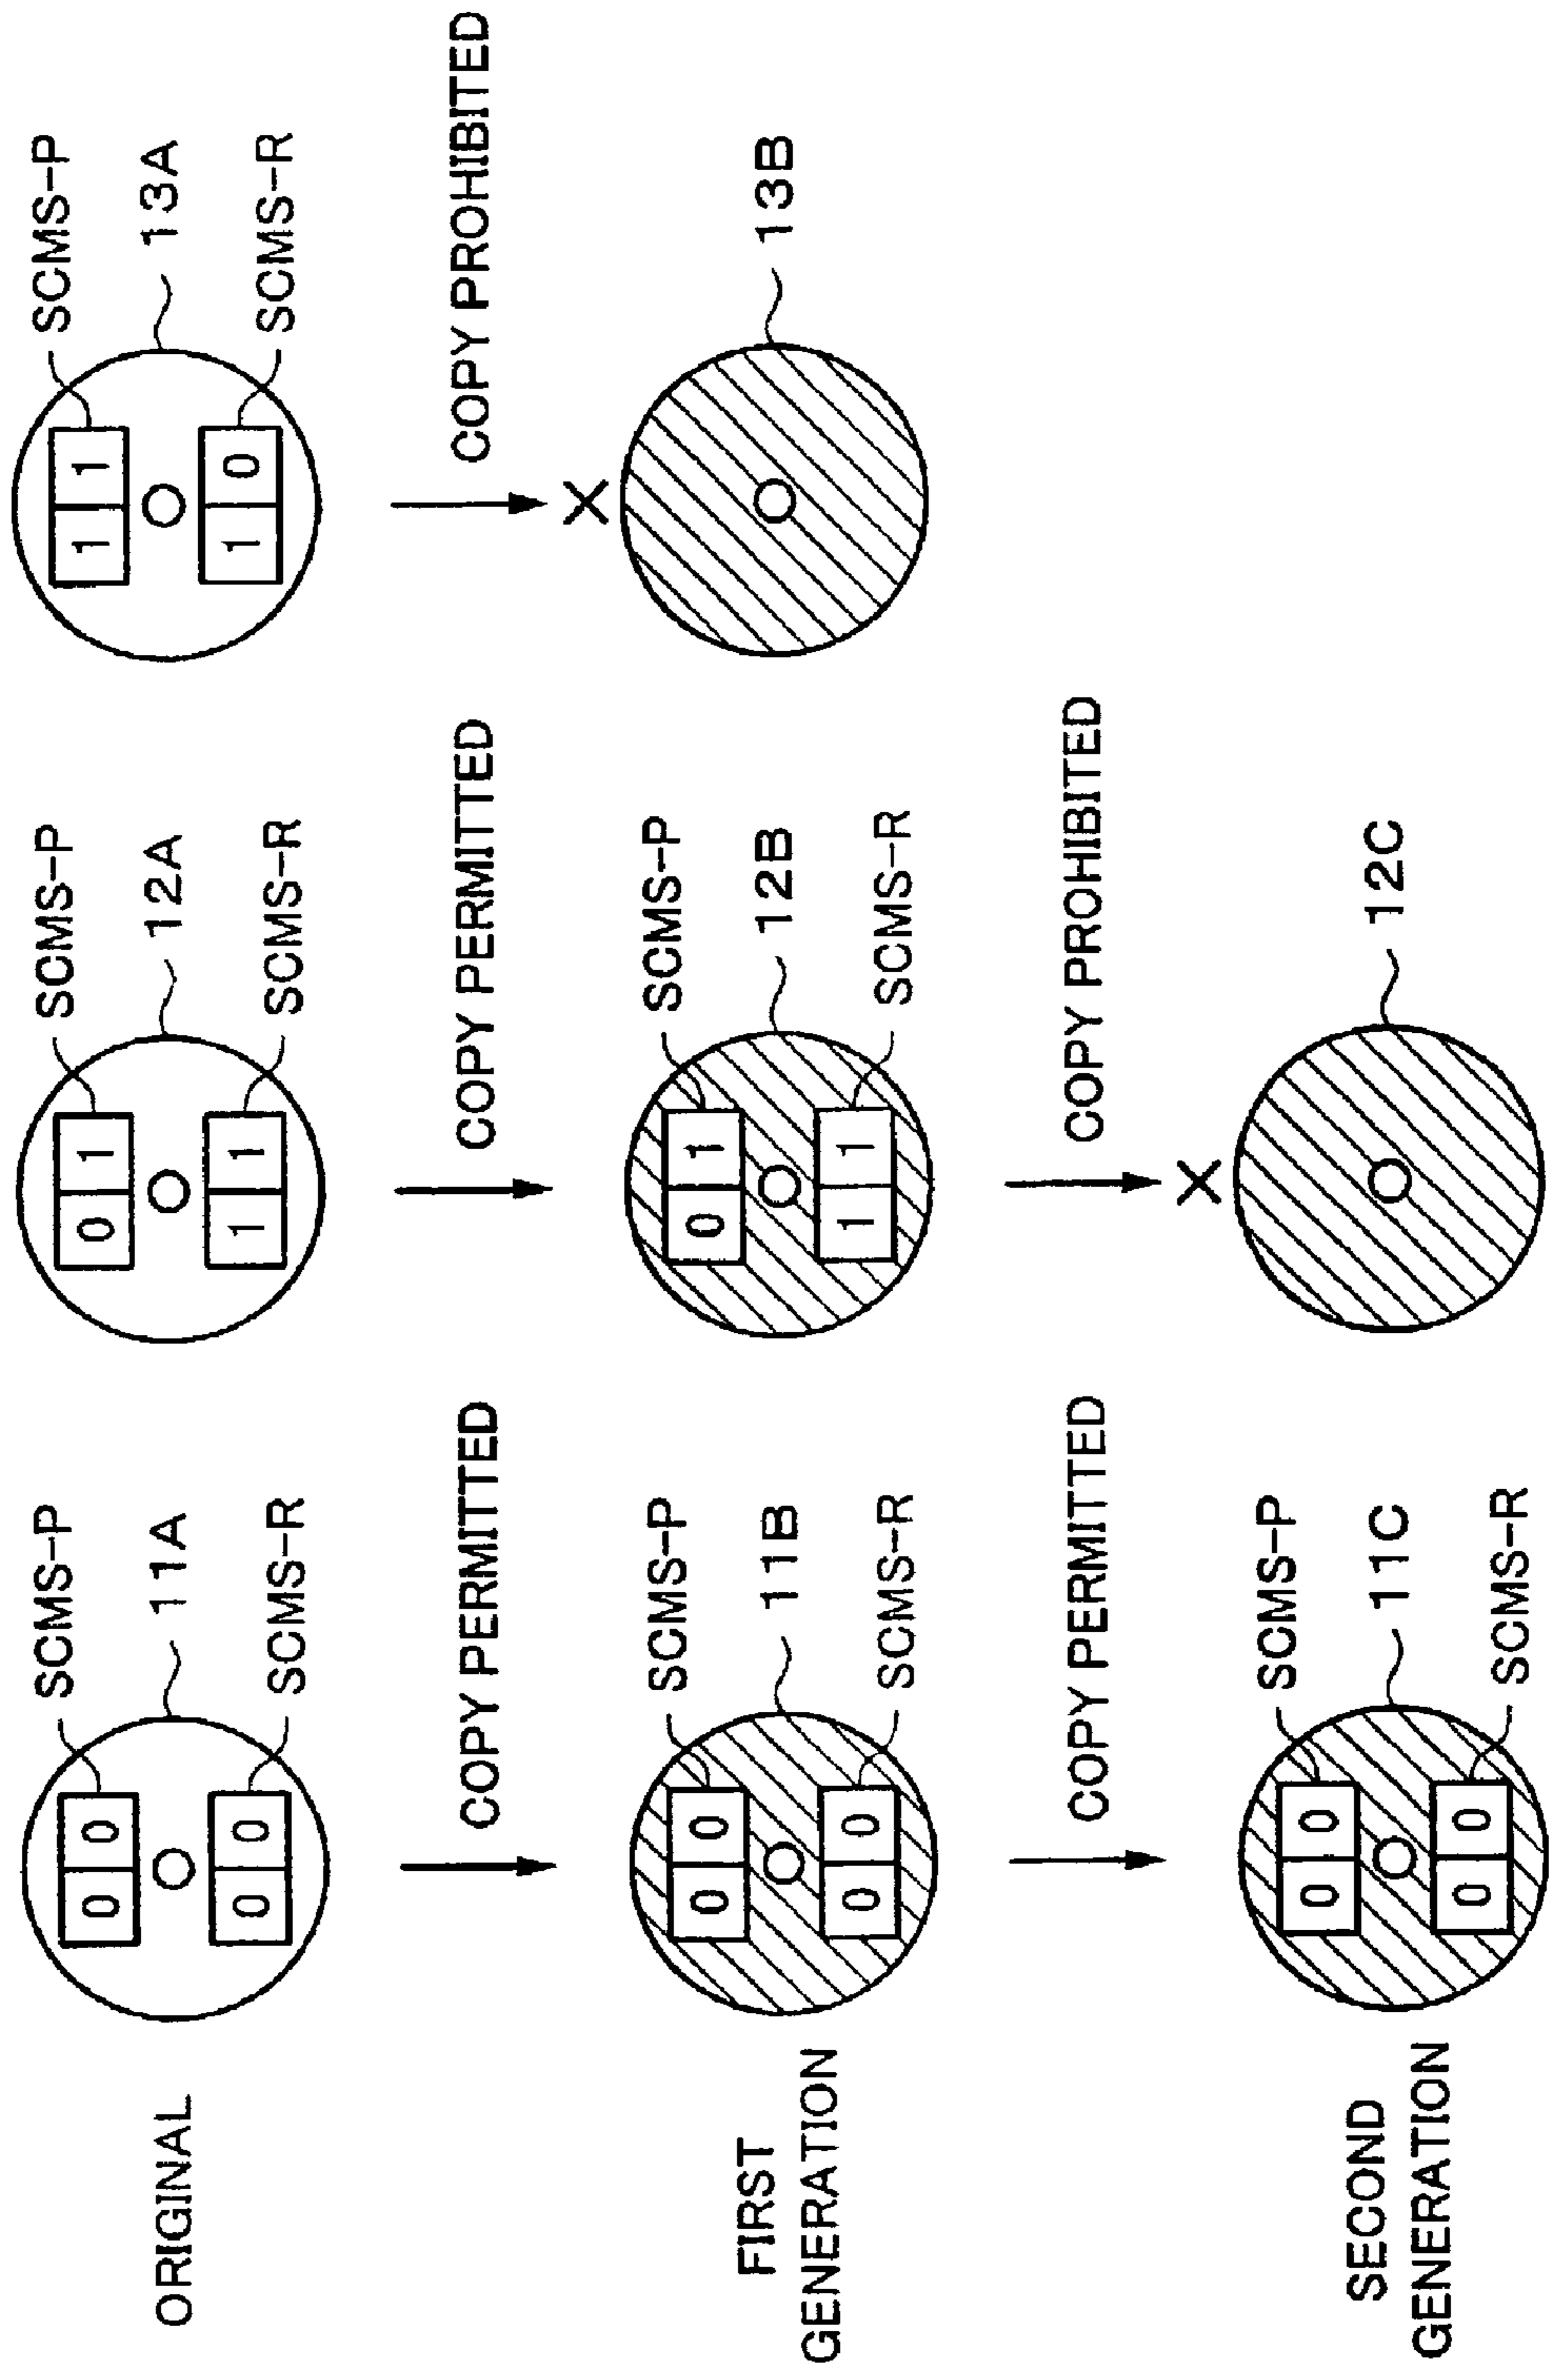 SCMS-P SCMS-P SCMS-P
0 0 0 1 1 1
ORIGINAL 11A 12A 13A
0 0 1 1 1 0
SCMS-R SCMS-R SCMS-R
COPY PERMITTED COPY PERMITTED COPY PROHIBITED
X
SCMS-P SCMS-P
0 0 0 1
FIRST
GENERATION
11B 12B 13B
0 0 1 1
SCMS-R SCMS-R
COPY PERMITTED COPY PROHIBITED
X
SCMS-P
0 0
SECOND
GENERATION
11C 12C
0 0
SCMS-R